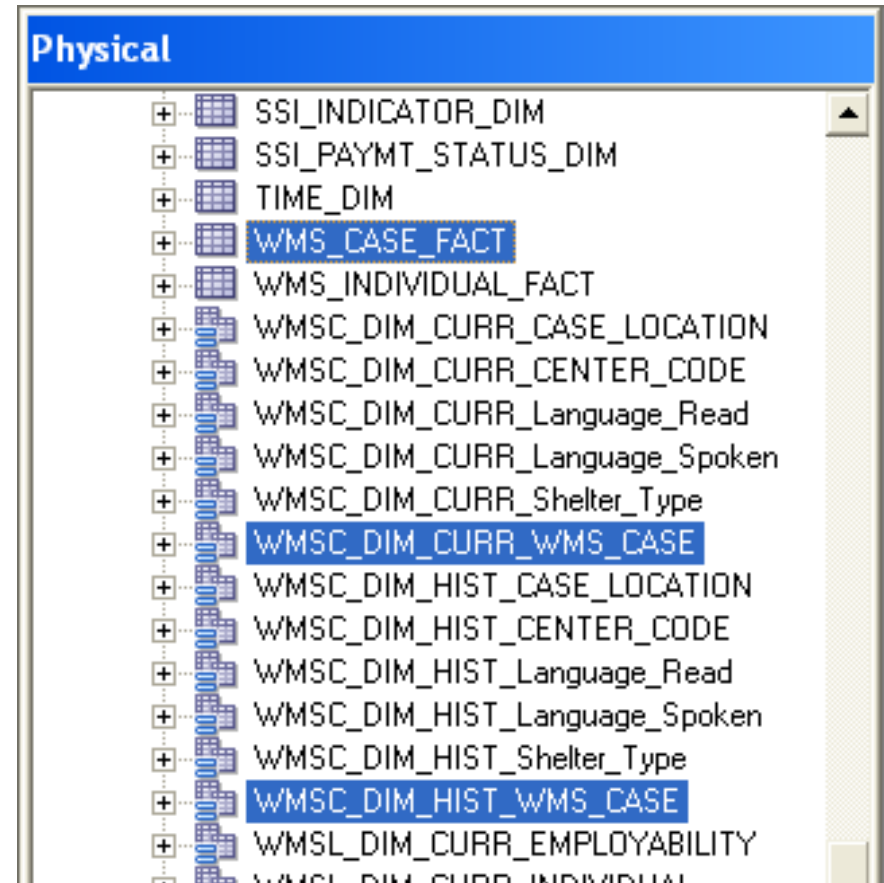 Physical
SSI_INDICATOR_DIM
SSI_PAYMT_STATUS_DIM
TIME_DIM
WMS_CASE_FACT
WMS_INDIVIDUAL_FACT
WMSC_DIM_CURR_CASE_LOCATION
WMSC_DIM_CURR_CENTER_CODE
WMSC_DIM_CURR_Language_Read
WMSC_DIM_CURR_Language_Spoken
WMSC_DIM_CURR_Shelter_Type
WMSC_DIM_CURR_WMS_CASE
WMSC_DIM_HIST_CASE_LOCATION
WMSC_DIM_HIST_CENTER_CODE
WMSC_DIM_HIST_Language_Read
WMSC_DIM_HIST_Language_Spoken
WMSC_DIM_HIST_Shelter_Type
WMSC_DIM_HIST_WMS_CASE
WMSL_DIM_CURR_EMPLOYABILITY
WMSL_DIM_CURR_INDIVIDUAL